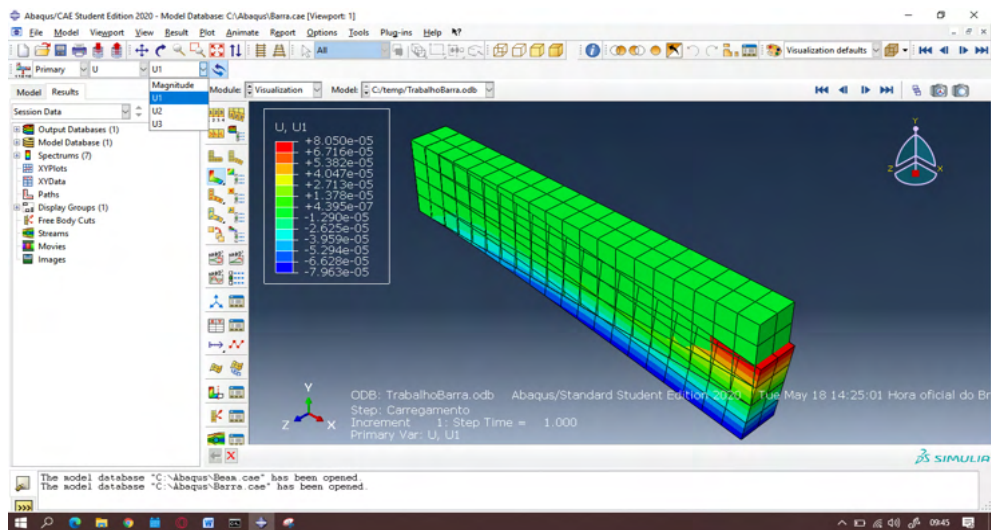 Abaqus/CAE Student Edition 2020 - Model Database: C:\Abaqus\Barra.cae [Viewport: 1]
File Model Viewport View Result Plot Animate Report Options Tools Plug-ins Help
All Visualization defaults
Primary U U1
Magnitude
U1
U2
U3
Model Results Module: Visualization Model: C:/temp/TrabalhoBarra.odb
Session Data
Output Databases (1)
Model Database (1)
Spectrums (7)
XYPlots
XYData
Paths
Display Groups (1)
Free Body Cuts
Streams
Movies
Images
U, U1
+8.050e-05
+6.716e-05
+5.382e-05
+4.047e-05
+2.713e-05
+1.378e-05
+4.395e-07
-1.290e-05
-2.625e-05
-3.959e-05
-5.294e-05
-6.628e-05
-7.963e-05
Y
Z X
Y
Z X
ODB: TrabalhoBarra.odb Abaqus/Standard Student Edition 2020 Tue May 18 14:25:01 Hora oficial do Br
Step: Carregamento
Increment 1: Step Time = 1.000
Primary Var: U, U1
SIMULIA
The model database "C:\Abaqus\Beam.cae" has been opened.
The model database "C:\Abaqus\Barra.cae" has been opened.
>>>
09:45